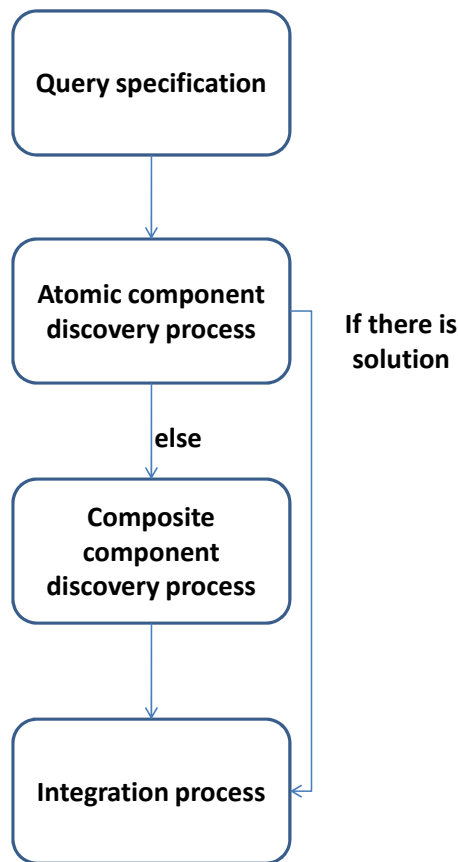 Query specification
Atomic component
discovery process
If there is
solution
else
Composite
component
discovery process
Integration process